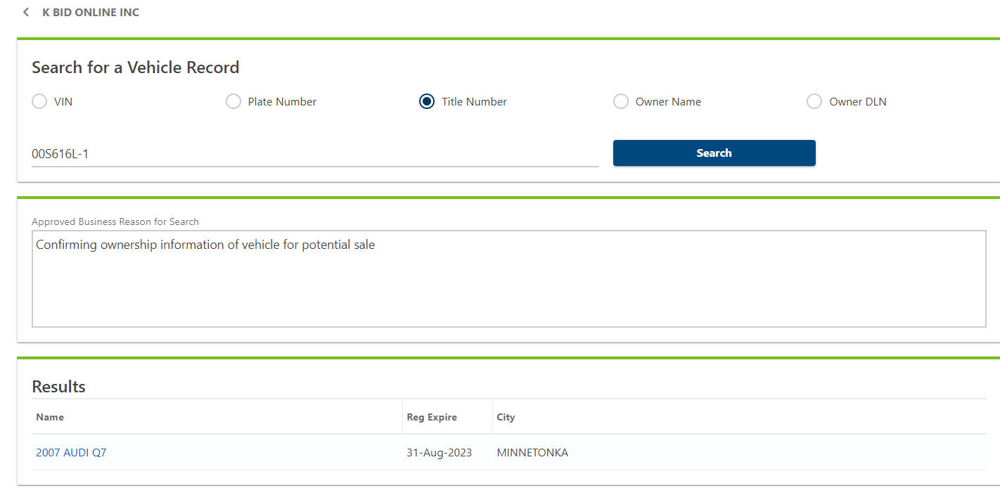 K BID ONLINE INC
Search for a Vehicle Record
VIN Plate Number Title Number Owner Name Owner DLN
00S616L-1 Search
Approved Business Reason for Search
Confirming ownership information of vehicle for potential sale
Results
Name Reg Expire City
2007 AUDI Q7 31-Aug-2023 MINNETONKA